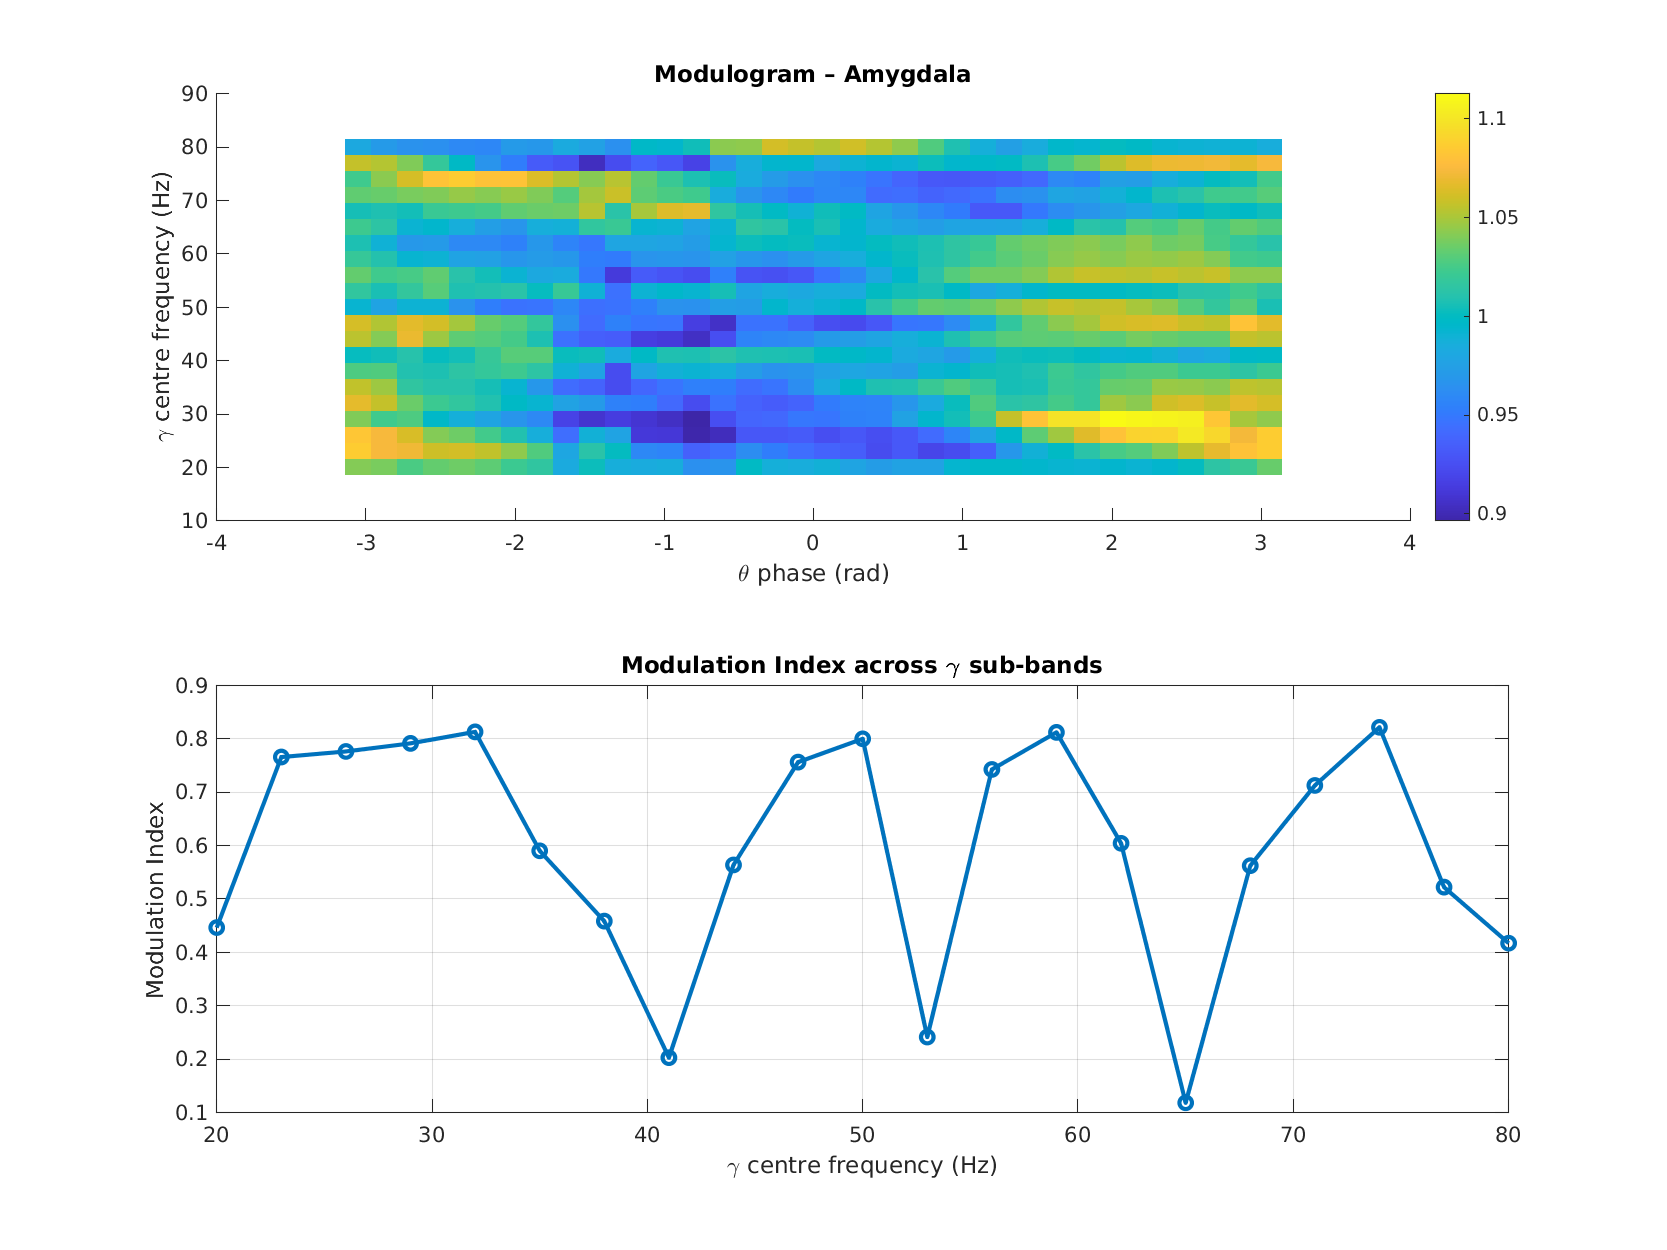 Modulogram – Amygdala
γ centre frequency (Hz)
90
80
70
60
50
40
30
20
10
-4 -3 -2 -1 0 1 2 3 4
θ phase (rad)
1.1
1.05
1
0.95
0.9
Modulation Index across γ sub-bands
Modulation Index
0.9
0.8
0.7
0.6
0.5
0.4
0.3
0.2
0.1
20 30 40 50 60 70 80
γ centre frequency (Hz)